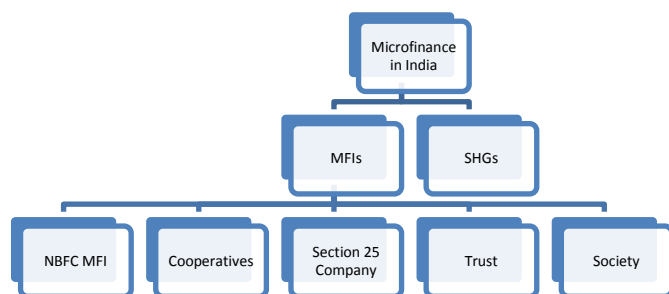 Microfinance
in India
MFIs
SHGs
NBFC MFI
Cooperatives
Section 25
Company
Trust
Society